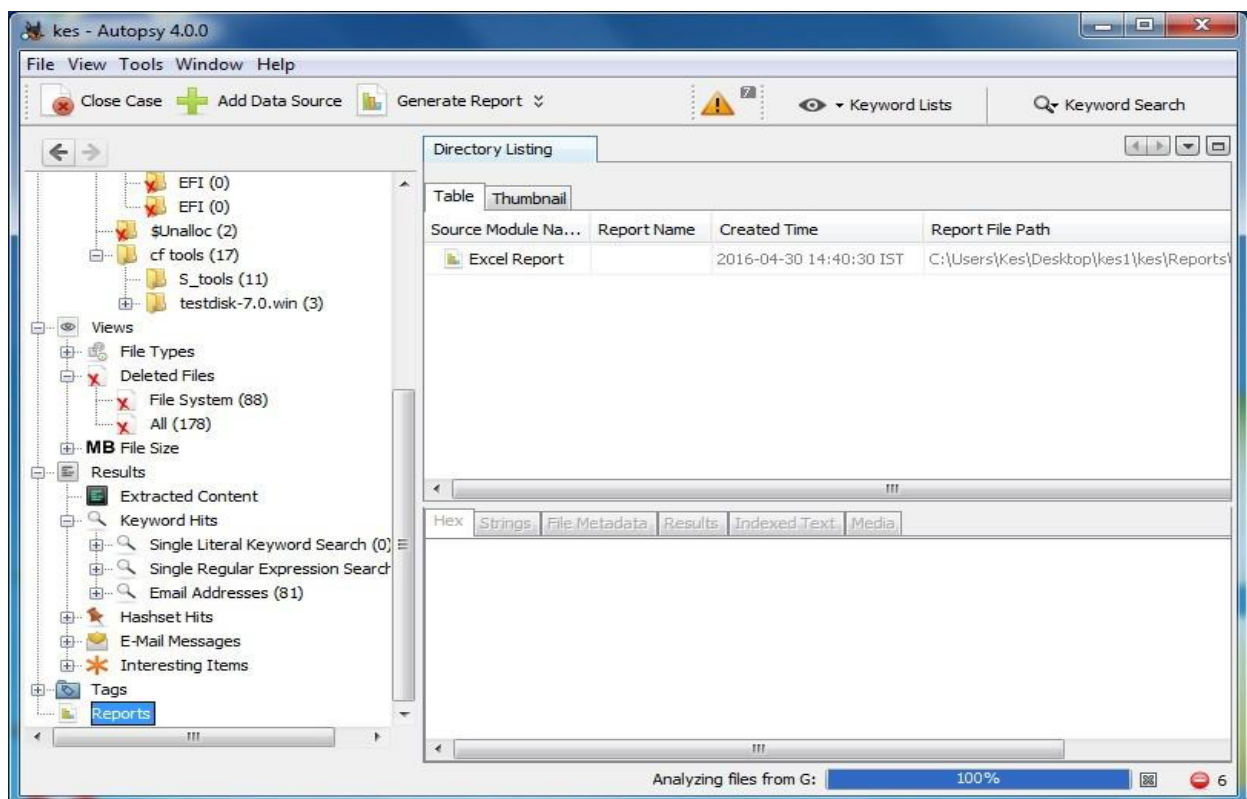 kes - Autopsy 4.0.0
File View Tools Window Help
Close Case Add Data Source Generate Report 7 Keyword Lists Keyword Search
EFI (0)
EFI (0)
$Unalloc (2)
cf tools (17)
S_tools (11)
testdisk-7.0.win (3)
Views
File Types
Deleted Files
File System (88)
All (178)
MB File Size
Results
Extracted Content
Keyword Hits
Single Literal Keyword Search (0)
Single Regular Expression Search
Email Addresses (81)
Hashset Hits
E-Mail Messages
Interesting Items
Tags
Reports
Directory Listing
Table Thumbnail
Source Module Na... Report Name Created Time Report File Path
Excel Report 2016-04-30 14:40:30 IST C:\Users\Kes\Desktop\kes1\kes\Reports\
Hex Strings File Metadata Results Indexed Text Media
Analyzing files from G: 100% 6